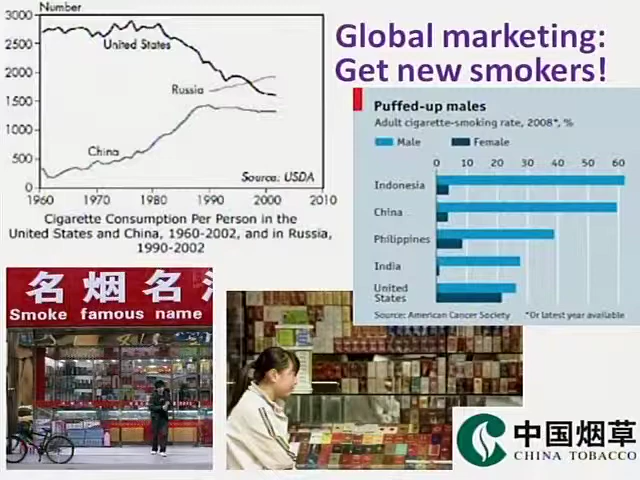 Global marketing:
Get new smokers!
Number
3000
2500
2000
1,500
1000
500
0
1960
1970
1980
1990
2000
2010
United States
Russia
China
Source: USDA
Cigarette Consumption Per Person in the
United States and China, 1960-2002, and in Russia,
1990-2002
Puffed-up males
Adult cigarette-smoking rate, 2008*, %
Male
Female
0 10 20 30 40 50 60
Indonesia
China
Philippines
India
United
States
Source: American Cancer Society *Or latest year available
名烟名
Smoke famous name
中国烟草
CHINA TOBACCO